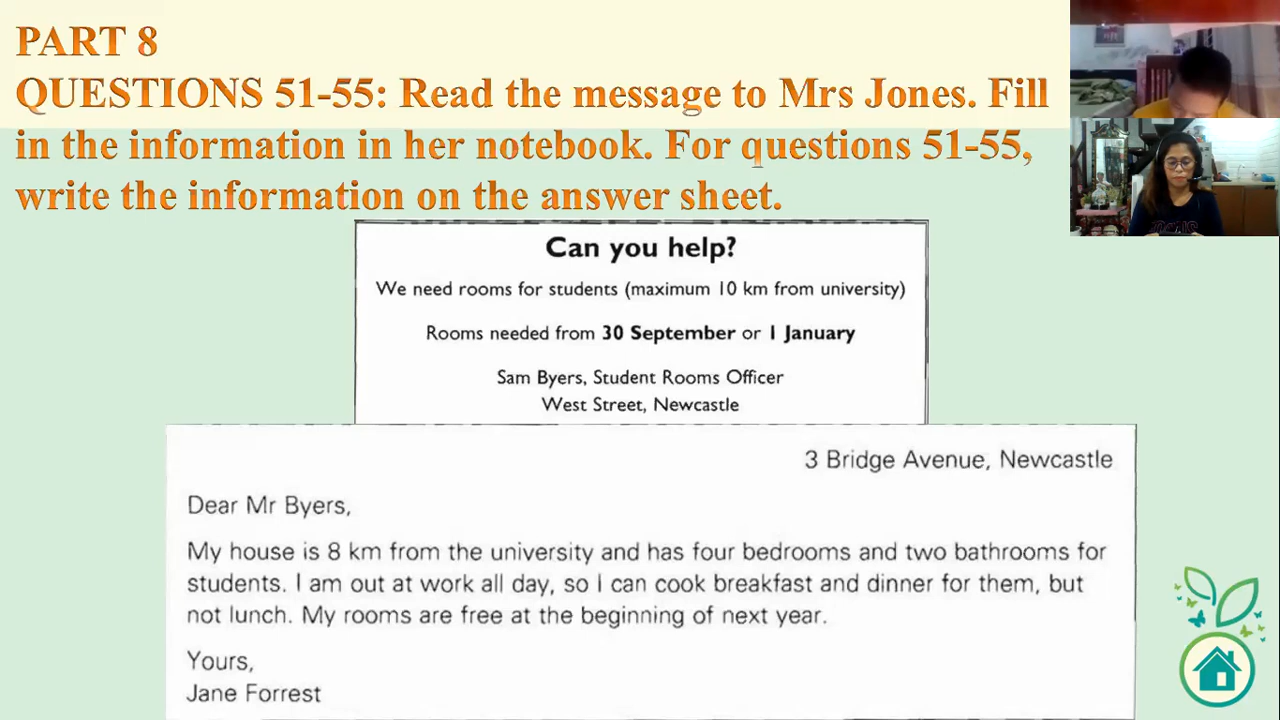 PART 8
QUESTIONS 51-55: Read the message to Mrs Jones. Fill
in the information in her notebook. For questions 51-55,
write the information on the answer sheet.
Can you help?
We need rooms for students (maximum 10 km from university)
Rooms needed from 30 September or 1 January
Sam Byers, Student Rooms Officer
West Street, Newcastle
3 Bridge Avenue, Newcastle
Dear Mr Byers,
My house is 8 km from the university and has four bedrooms and two bathrooms for
students. I am out at work all day, so I can cook breakfast and dinner for them, but
not lunch. My rooms are free at the beginning of next year.
Yours,
Jane Forrest